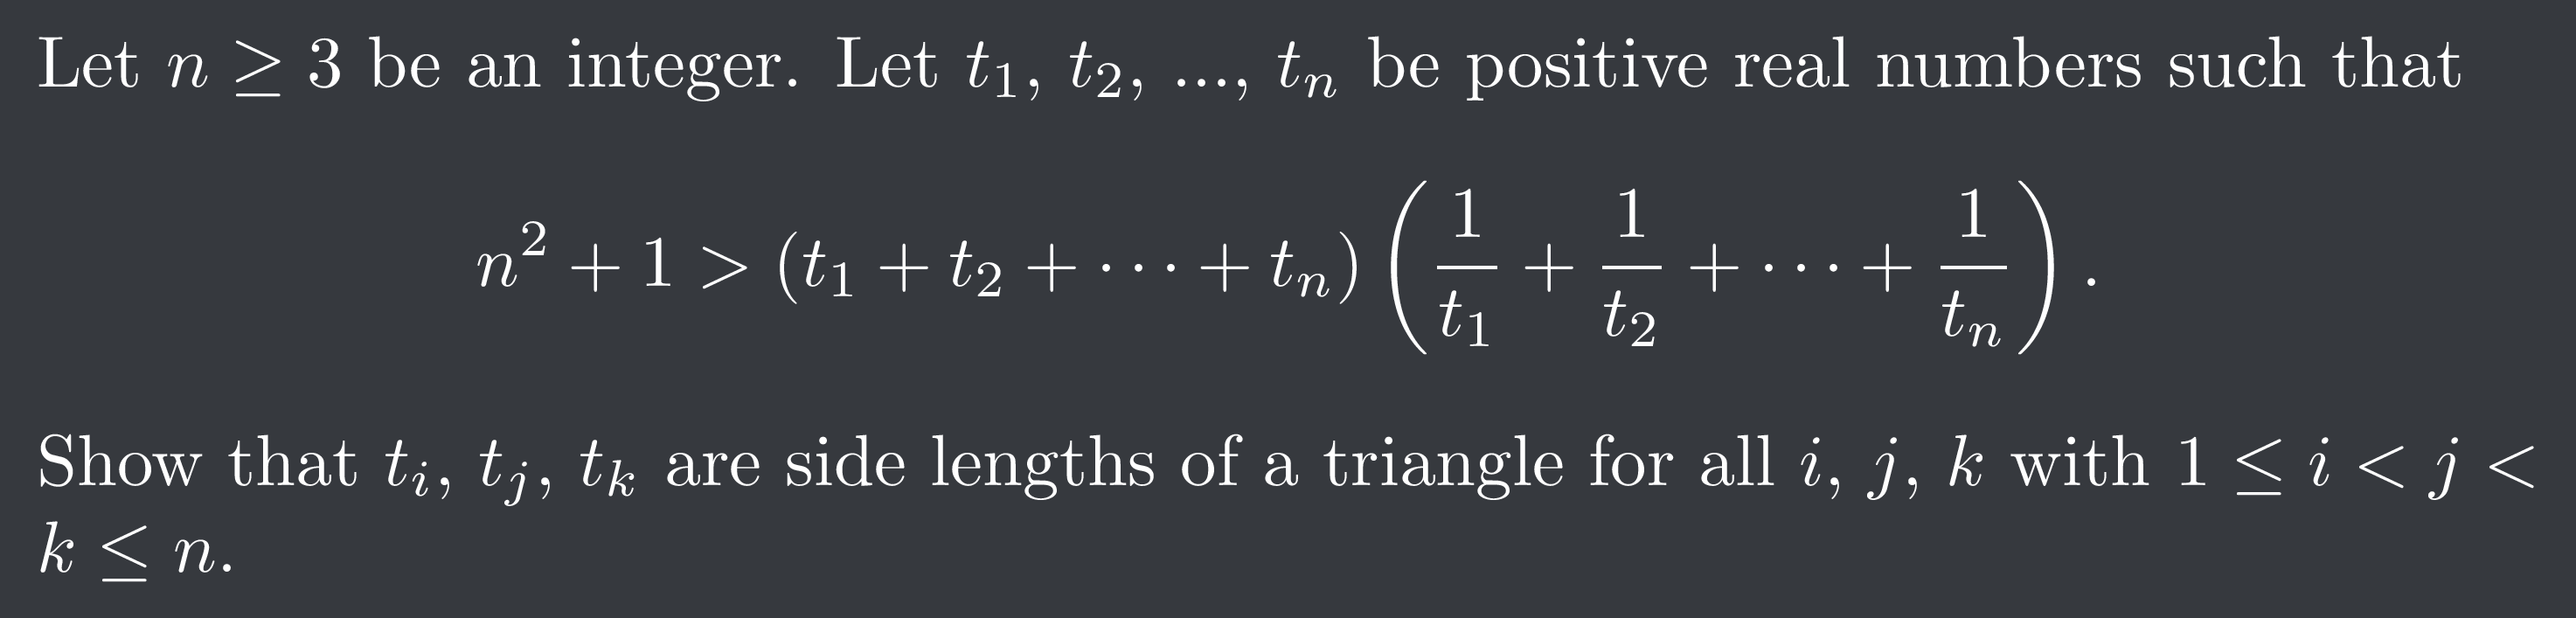 Let n ≥ 3 be an integer. Let t₁, t₂, ..., tₙ be positive real numbers such that
n² + 1 > (t₁ + t₂ + ⋯ + tₙ) (1/t₁ + 1/t₂ + ⋯ + 1/tₙ).
Show that tᵢ, tⱼ, tₖ are side lengths of a triangle for all i, j, k with 1 ≤ i < j <
k ≤ n.